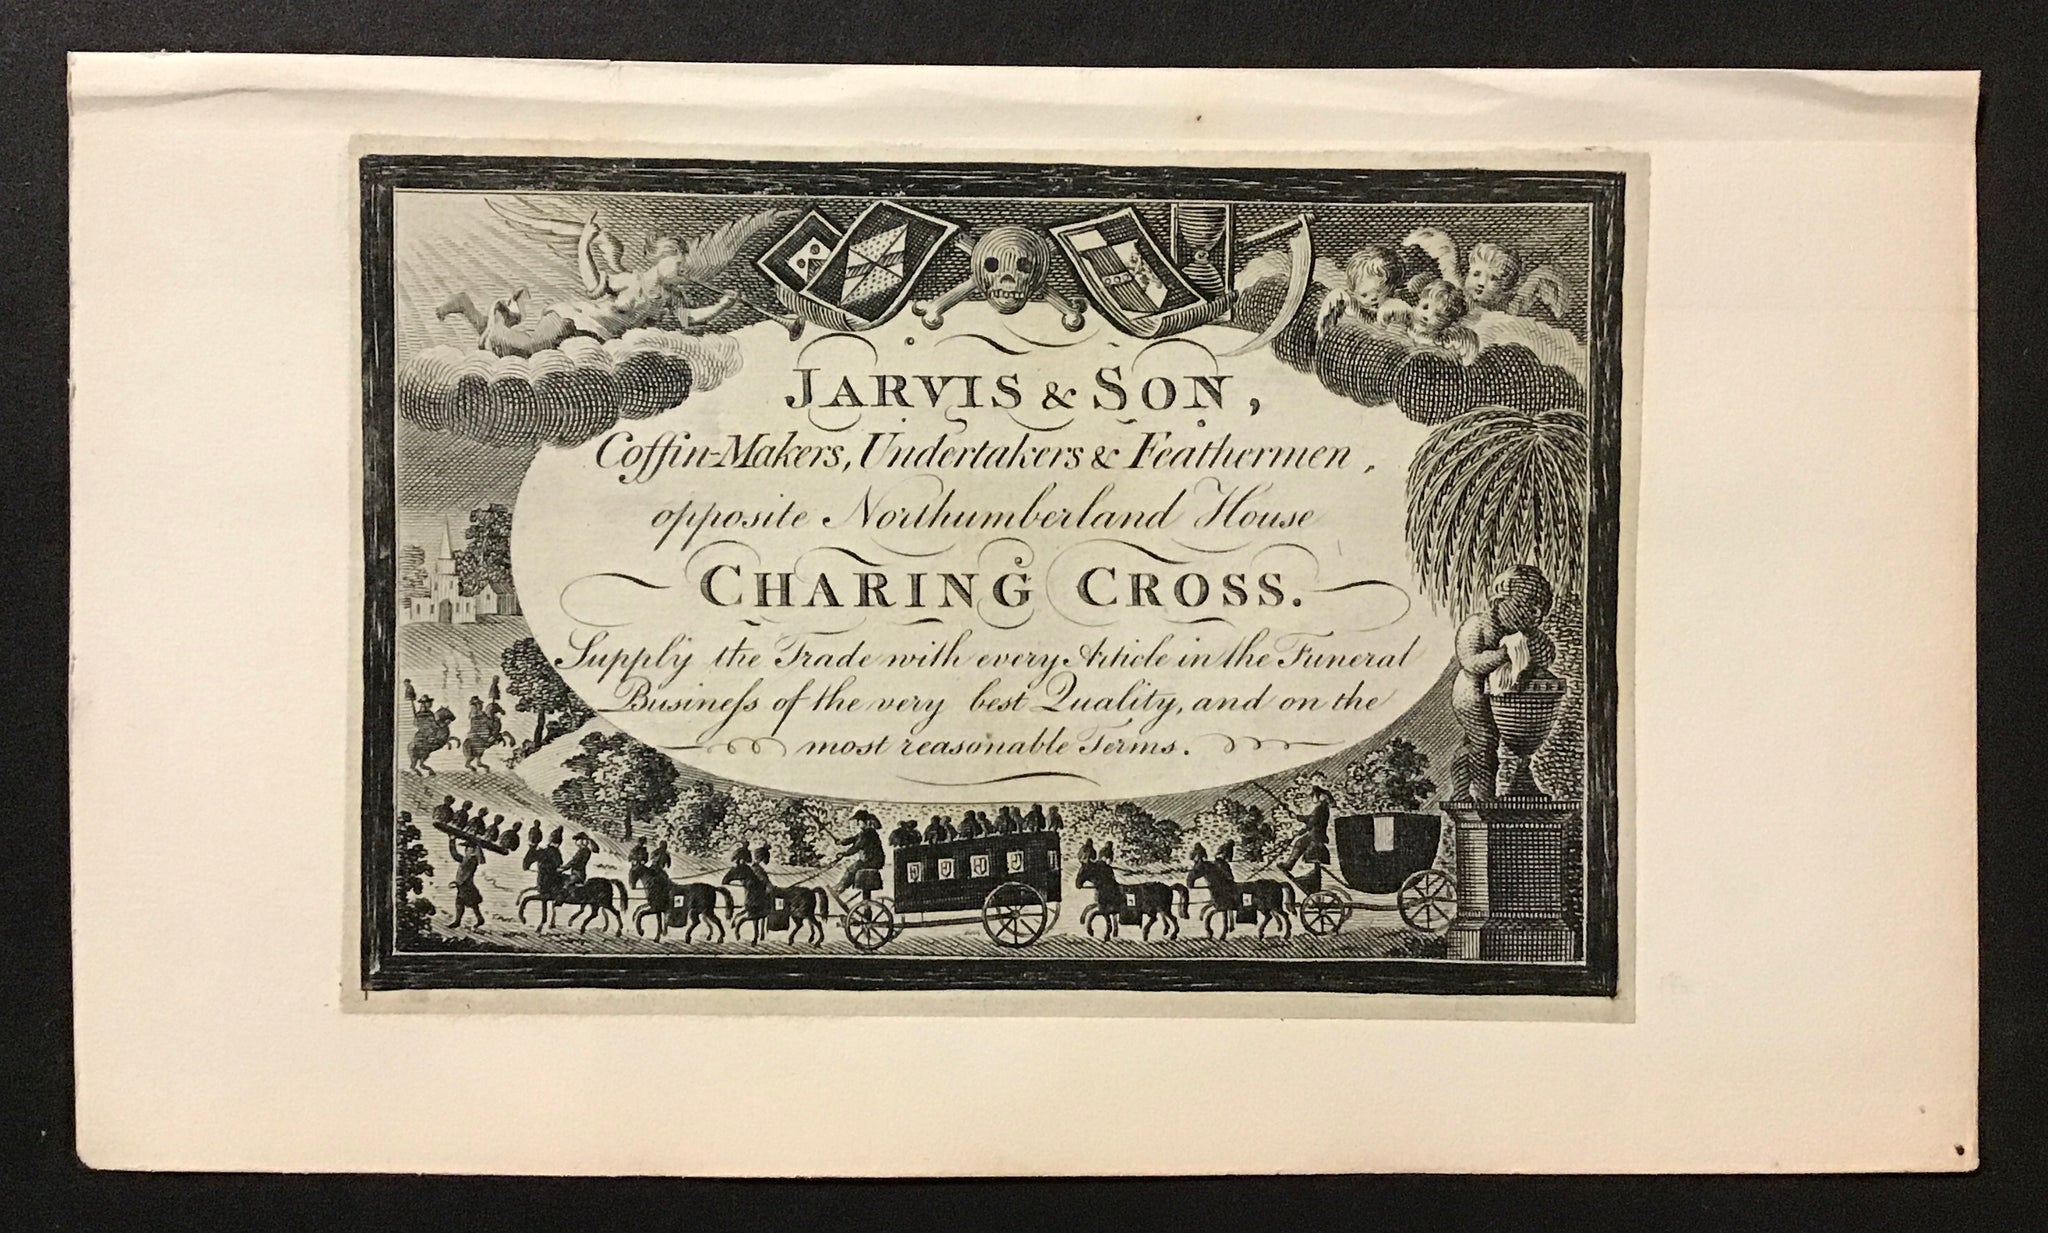 JARVIS & SON,
Coffin-Makers, Undertakers & Feathermen,
opposite Northumberland House
CHARING CROSS.
Supply the Trade with every Article in the Funeral
Busineſs of the very best Quality, and on the
most reasonable Terms.